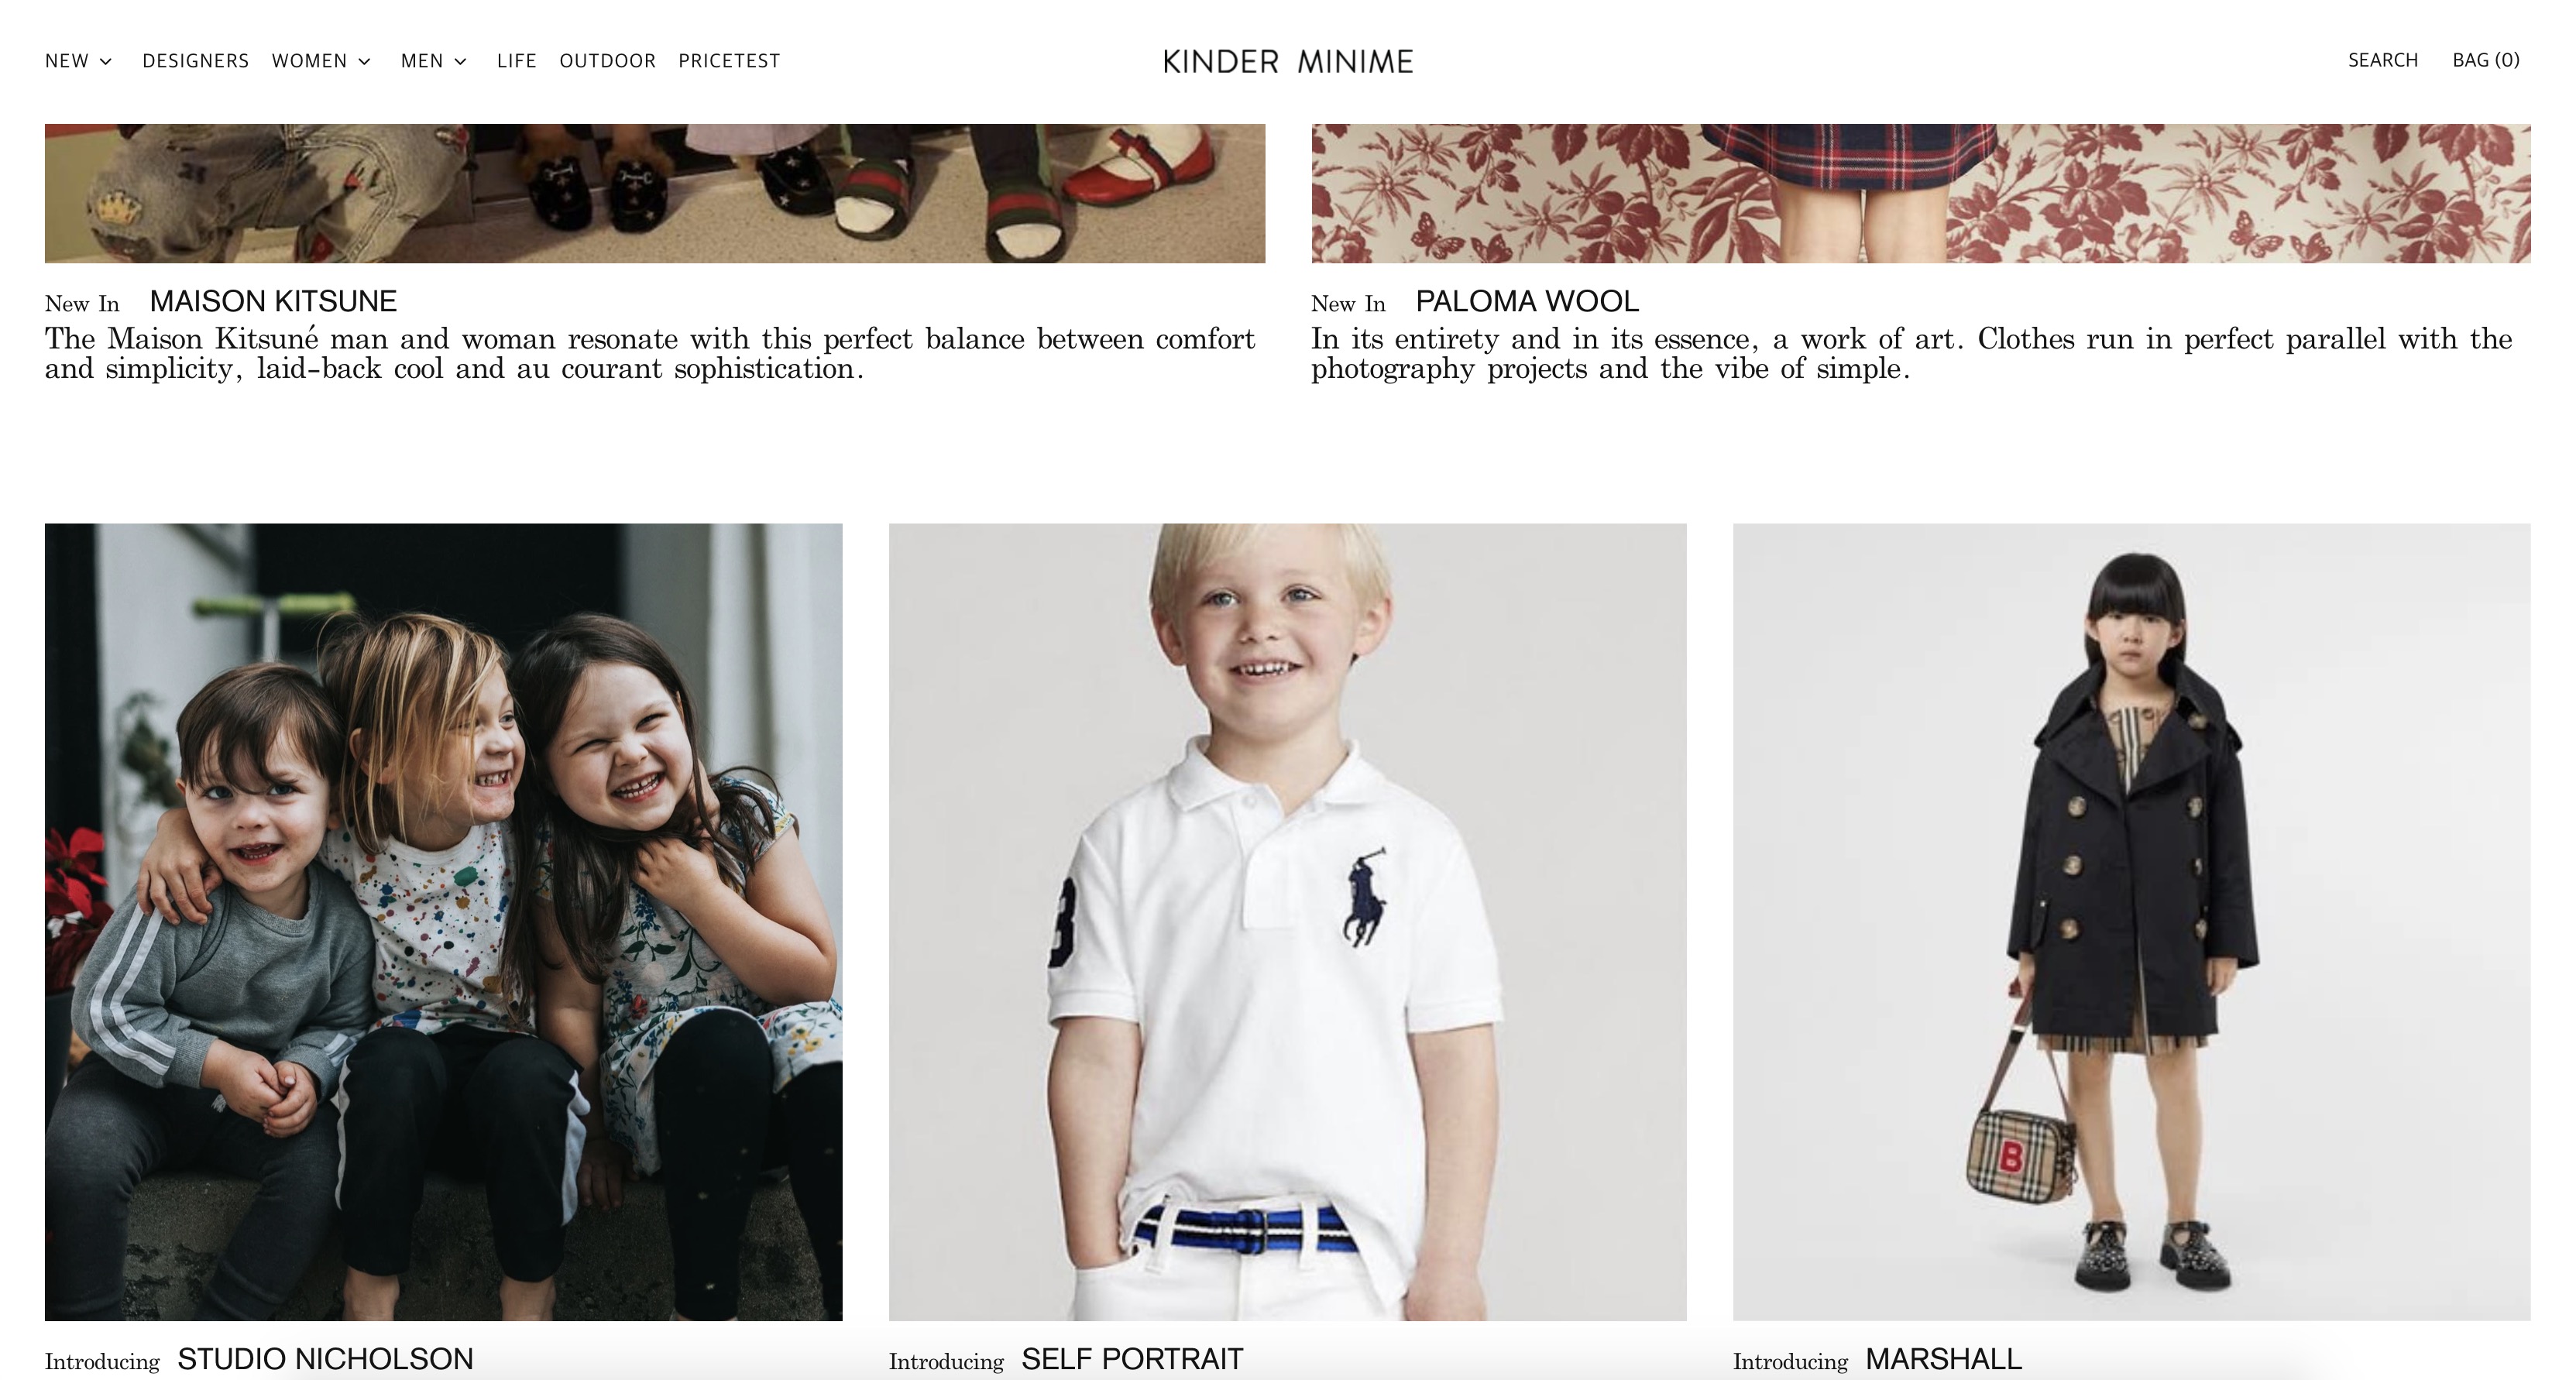 NEW DESIGNERS WOMEN MEN LIFE OUTDOOR PRICETEST
KINDER MINIME
SEARCH BAG (0)
New In MAISON KITSUNE
The Maison Kitsuné man and woman resonate with this perfect balance between comfort
and simplicity, laid-back cool and au courant sophistication.
New In PALOMA WOOL
In its entirety and in its essence, a work of art. Clothes run in perfect parallel with the
photography projects and the vibe of simple.
3
B
Introducing STUDIO NICHOLSON
Introducing SELF PORTRAIT
Introducing MARSHALL